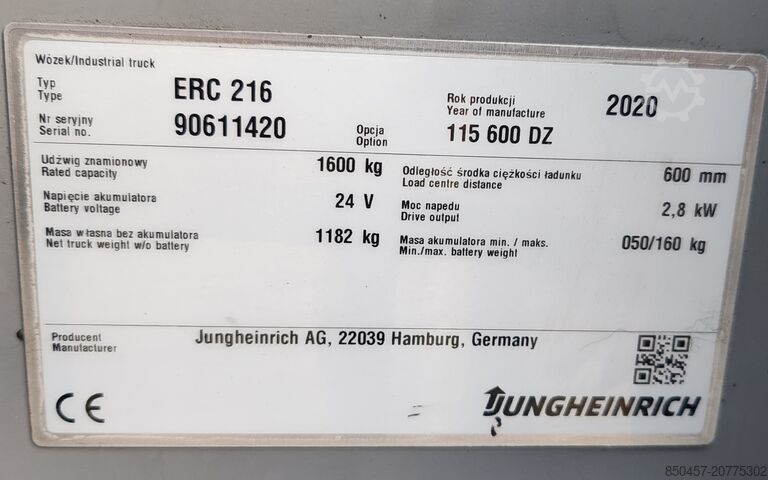 Wózek/Industrial truck
Typ
Type
ERC 216
Rok produkcji
Year of manufacture
2020
Nr seryjny
Serial no.
90611420
Opcja
Option
115 600 DZ
Udźwig znamionowy
Rated capacity
1600 kg
Odległość środka ciężkości ładunku
Load centre distance
600 mm
Napięcie akumulatora
Battery voltage
24 V
Moc napedu
Drive output
2,8 kW
Masa własna bez akumulatora
Net truck weight w/o battery
1182 kg
Masa akumulatora min. / maks.
Min./max. battery weight
050/160 kg
Producent
Manufacturer
Jungheinrich AG, 22039 Hamburg, Germany
CE
JUNGHEINRICH
850457-20775302